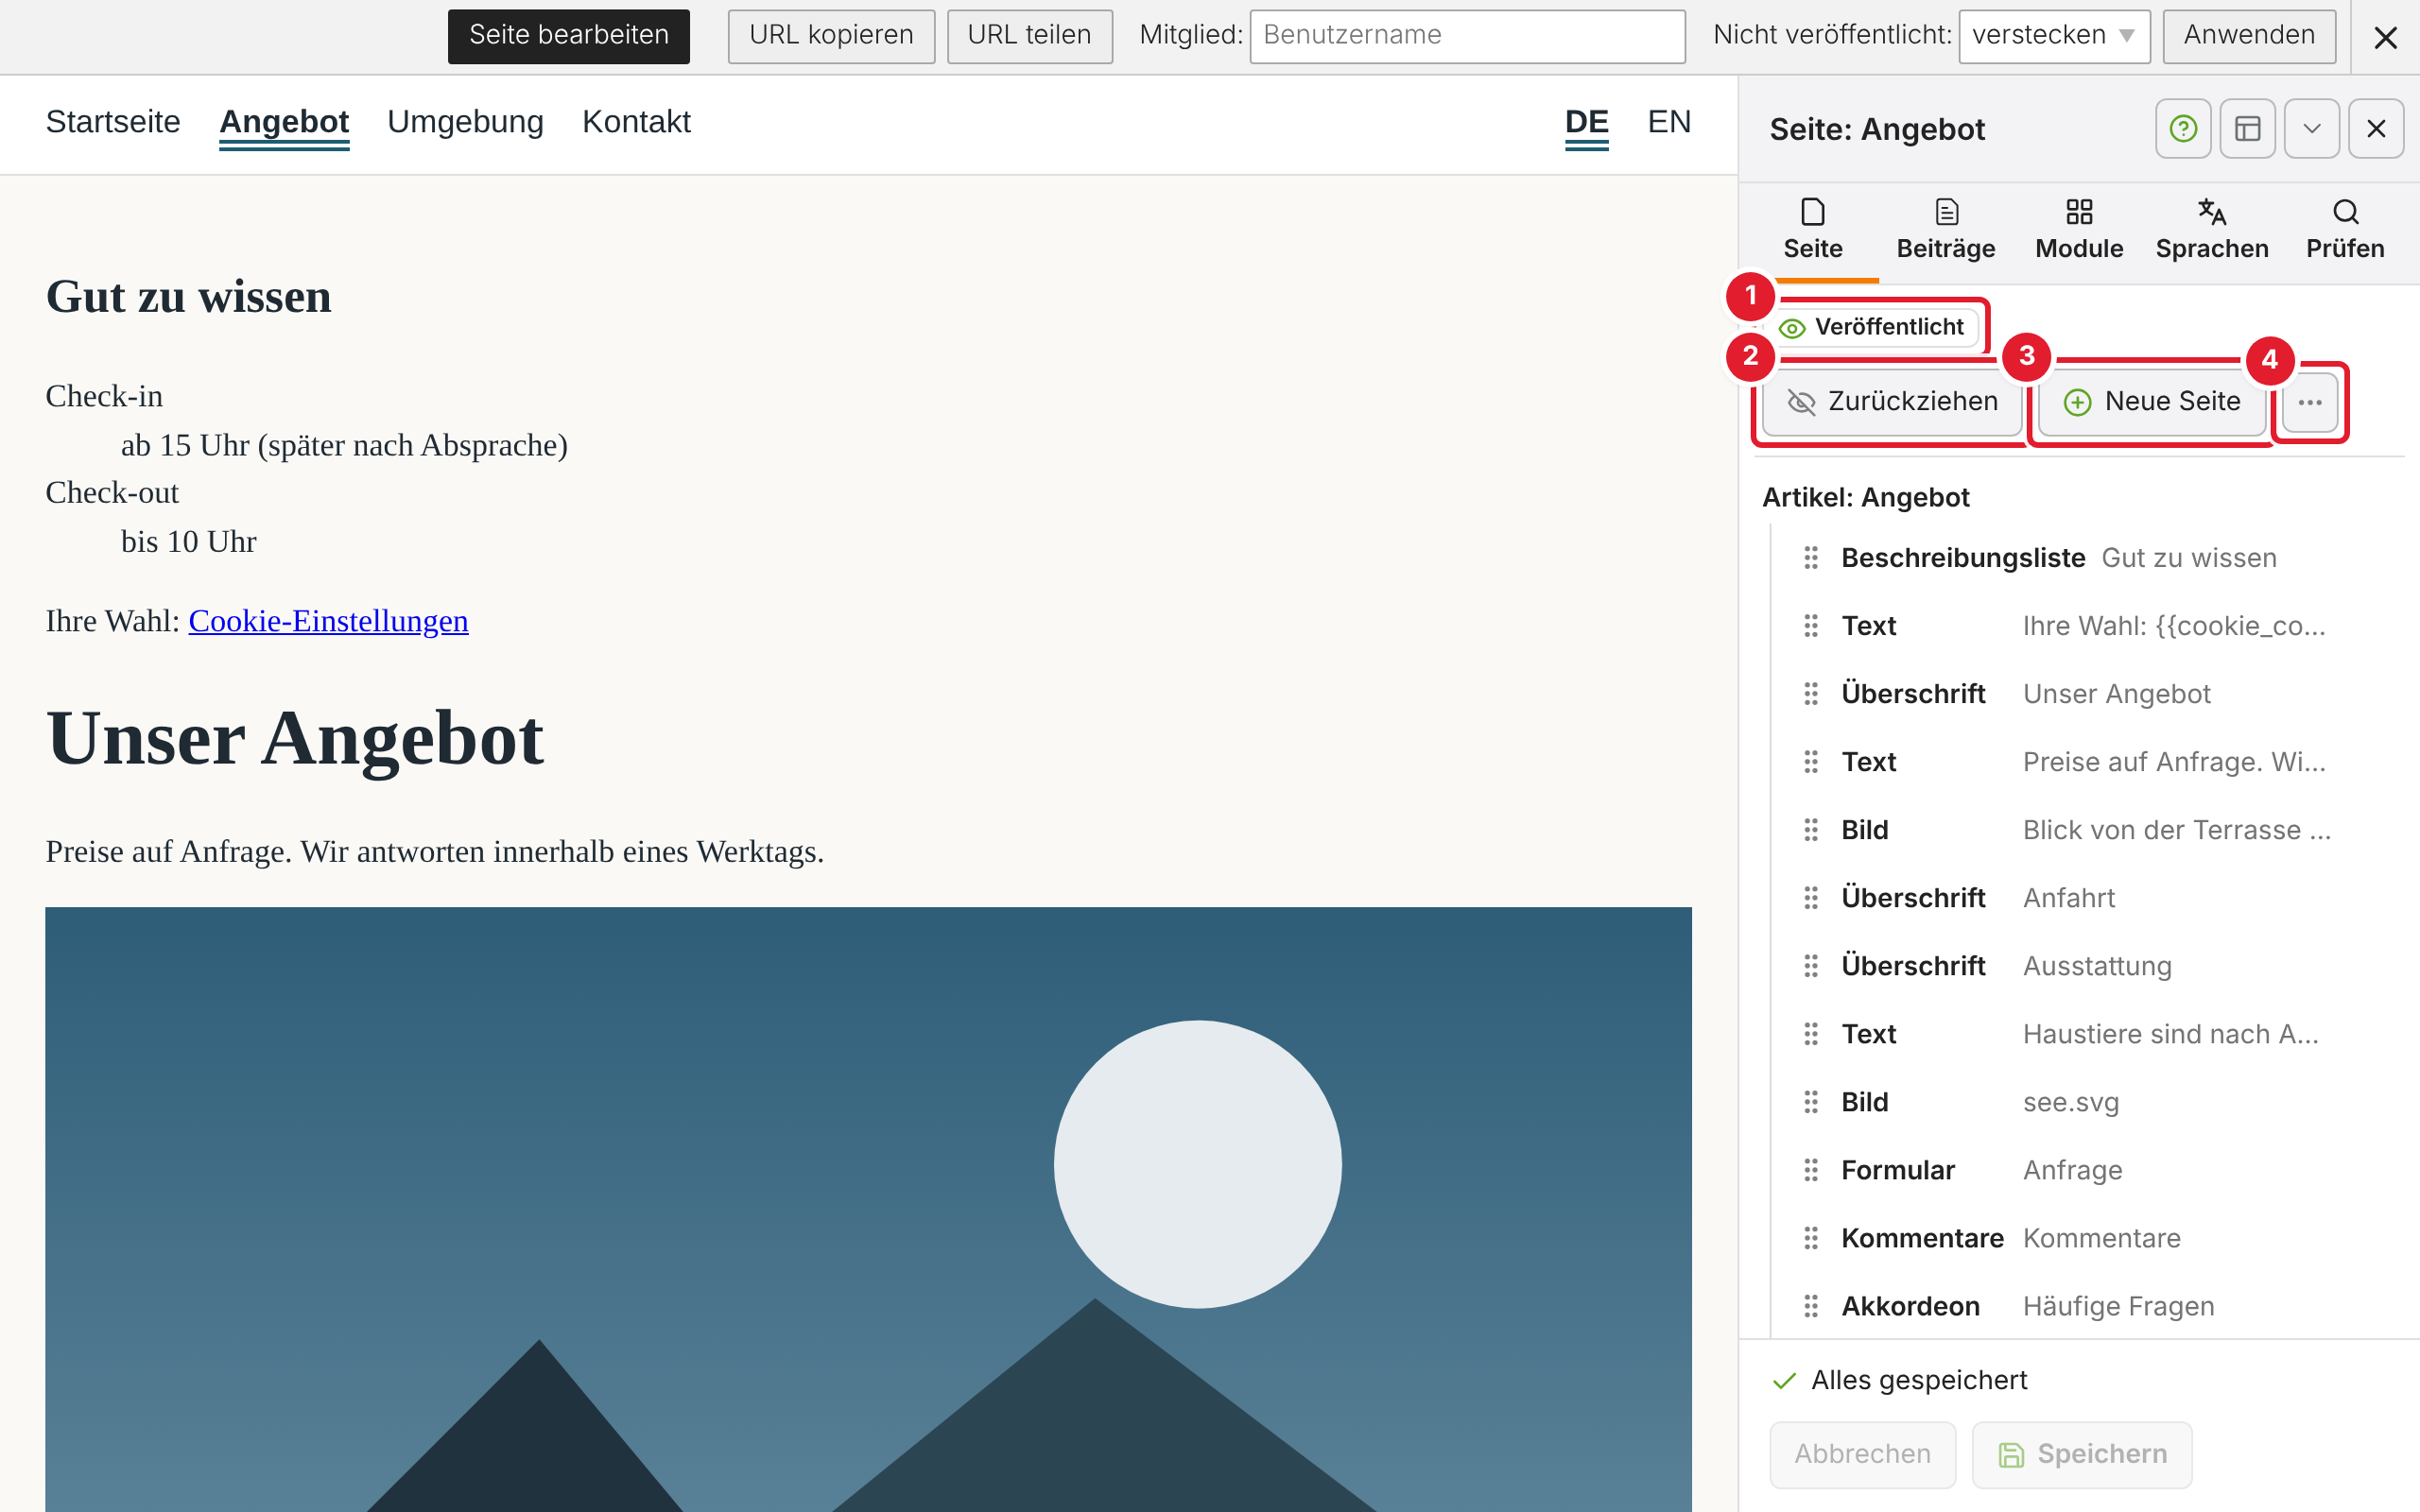 Seite bearbeiten URL kopieren URL teilen Mitglied: Benutzername Nicht veröffentlicht: verstecken Anwenden
Startseite Angebot Umgebung Kontakt DE EN
Gut zu wissen
Check-in
ab 15 Uhr (später nach Absprache)
Check-out
bis 10 Uhr
Ihre Wahl: Cookie-Einstellungen
Unser Angebot
Preise auf Anfrage. Wir antworten innerhalb eines Werktags.
Seite: Angebot
Seite Beiträge Module Sprachen Prüfen
1 Veröffentlicht
2 Zurückziehen 3 Neue Seite 4
Artikel: Angebot
Beschreibungsliste Gut zu wissen
Text Ihre Wahl: {{cookie_co...
Überschrift Unser Angebot
Text Preise auf Anfrage. Wi...
Bild Blick von der Terrasse ...
Überschrift Anfahrt
Überschrift Ausstattung
Text Haustiere sind nach A...
Bild see.svg
Formular Anfrage
Kommentare Kommentare
Akkordeon Häufige Fragen
Alles gespeichert
Abbrechen Speichern